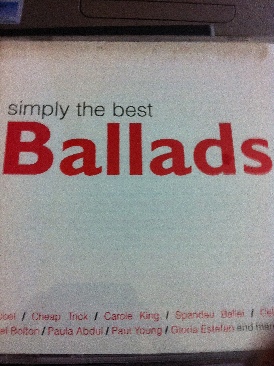 simply the best
Ballads
/ Cheap Trick / Carole King / Spandau Ballet /
Bolton / Paula Abdul / Paul Young / Gloria Estefan and